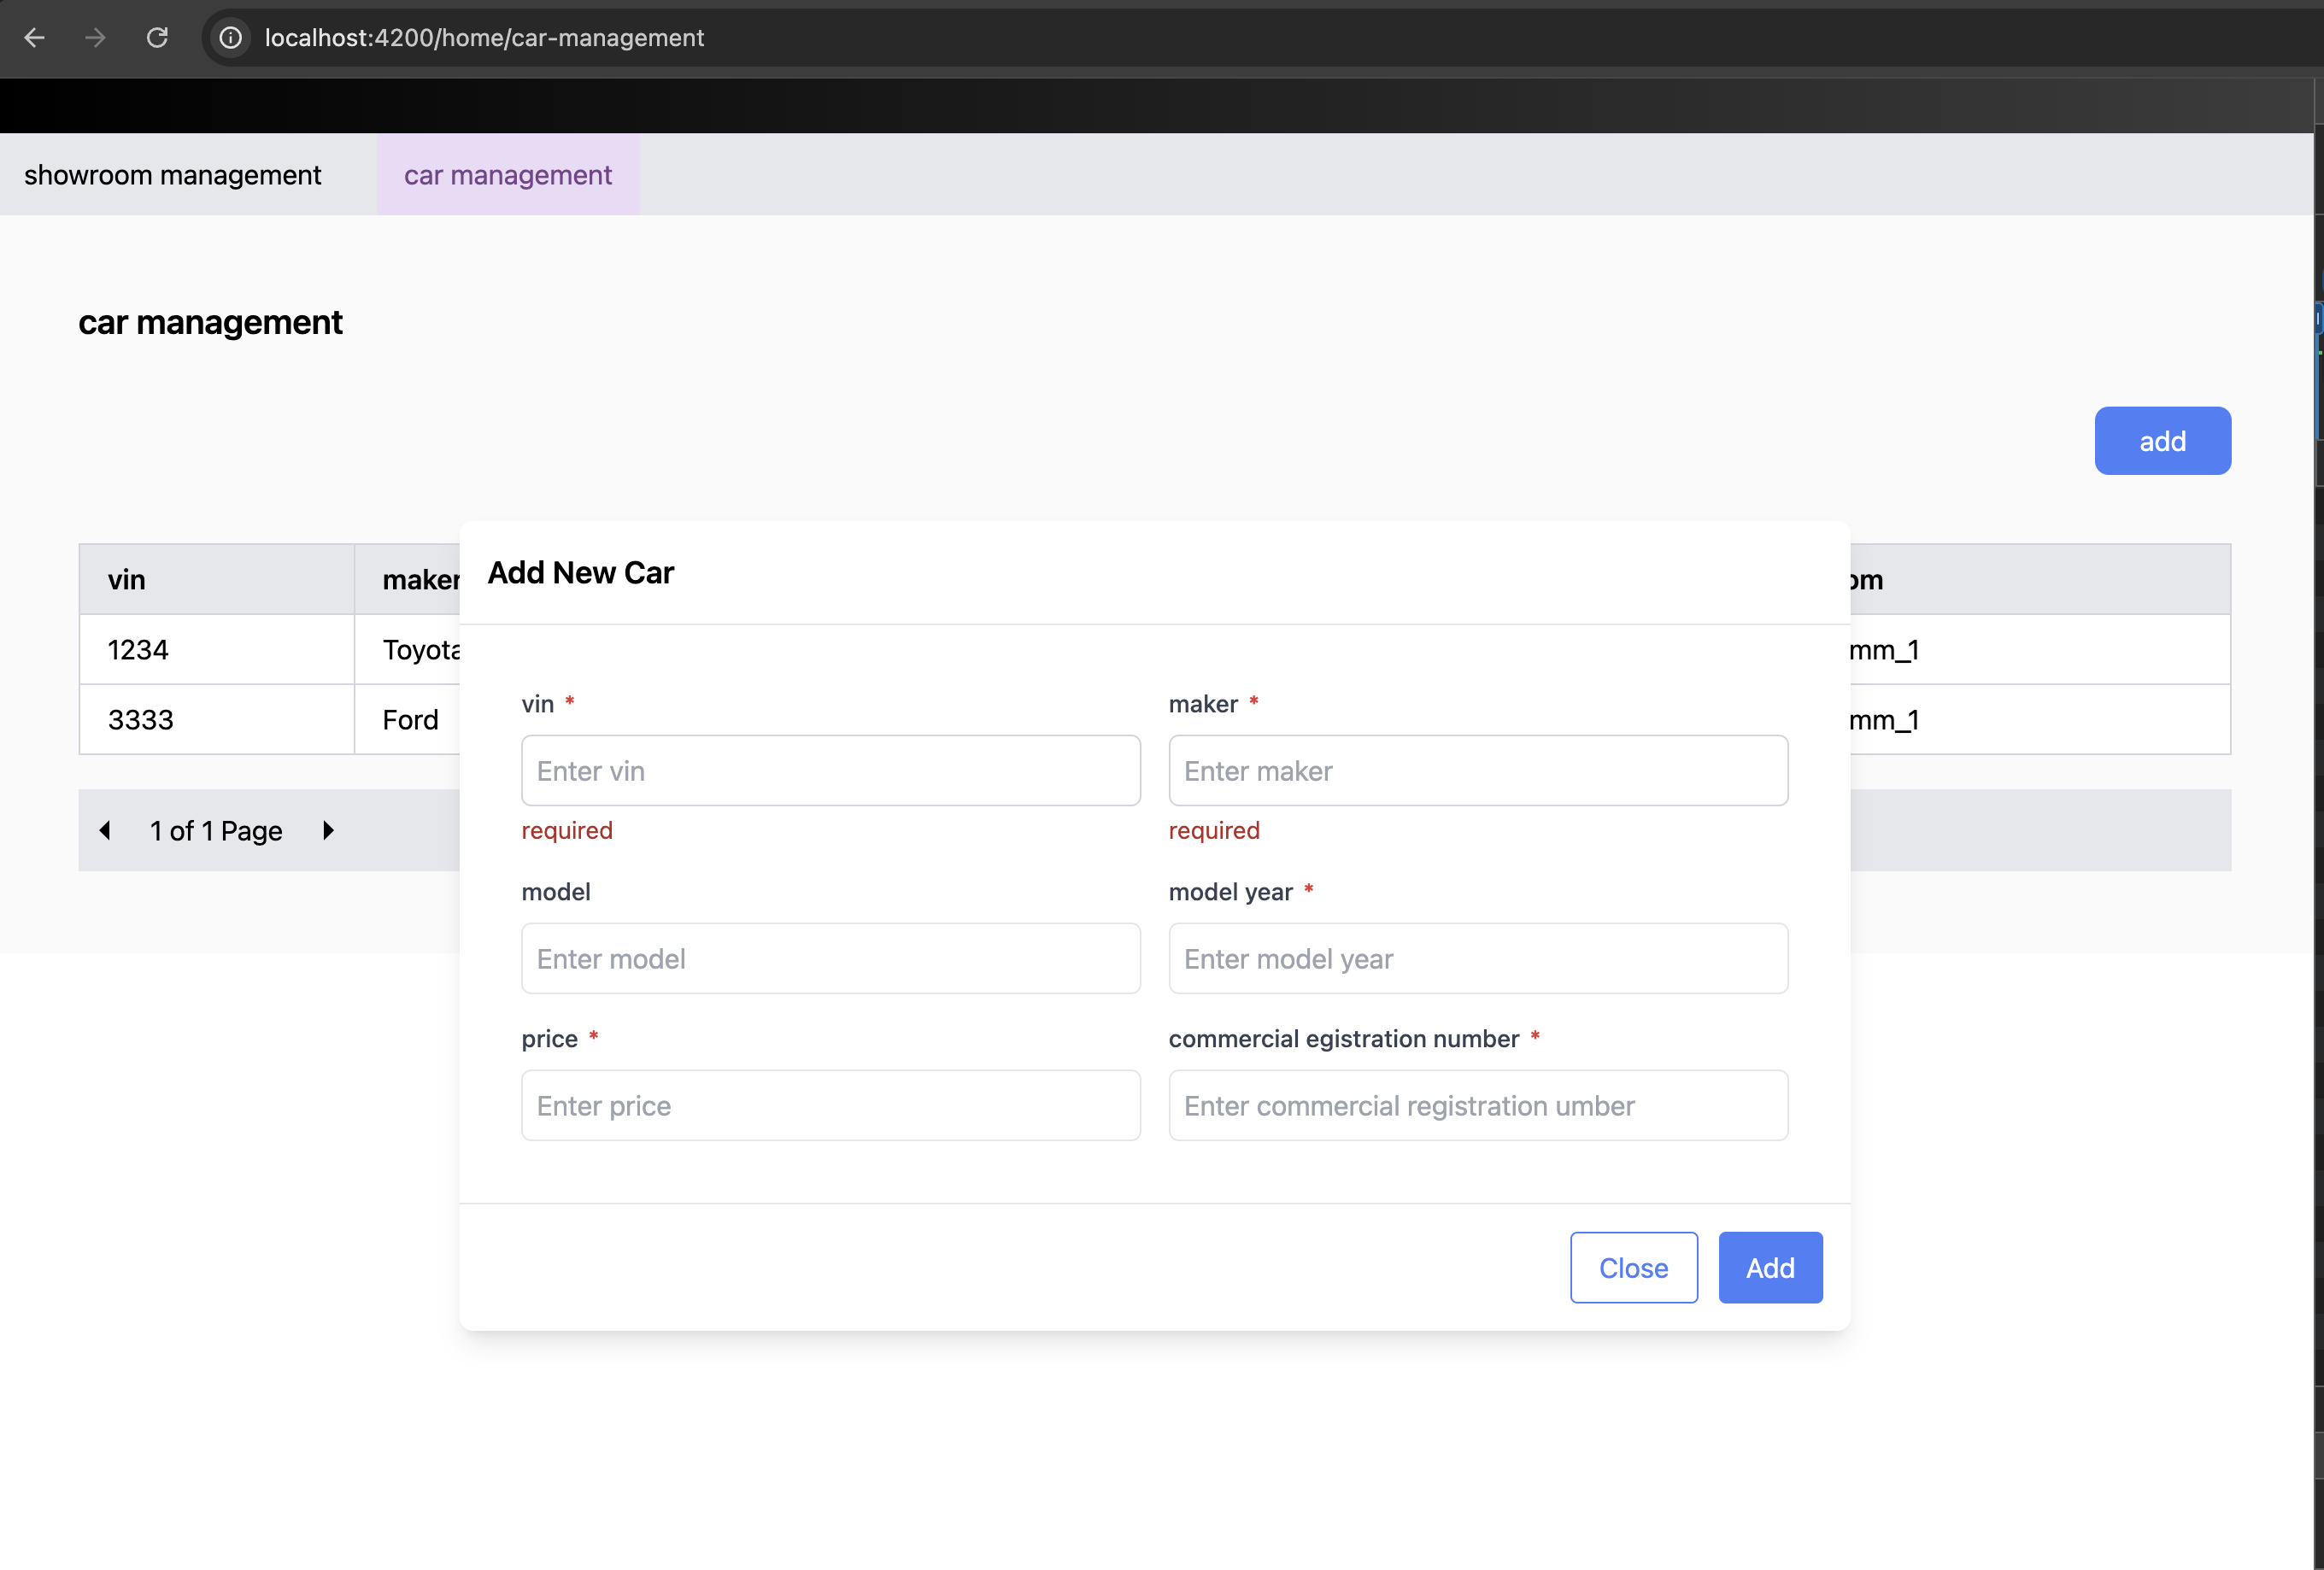 localhost:4200/home/car-management
showroom management car management
car management
add
vin maker om
1234 Toyota mm_1
3333 Ford mm_1
1 of 1 Page
Add New Car
vin * maker *
Enter vin Enter maker
required required
model model year *
Enter model Enter model year
price * commercial egistration number *
Enter price Enter commercial registration umber
Close Add